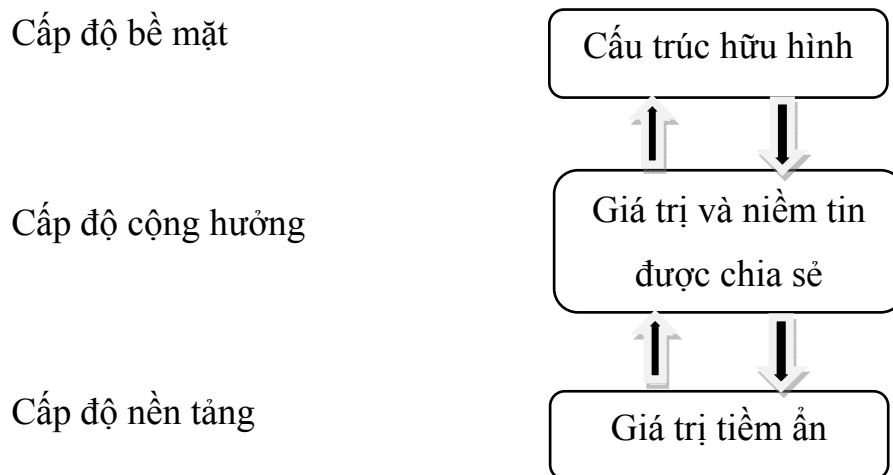 Cấp độ bề mặt
Cấu trúc hữu hình
Cấp độ cộng hưởng
Giá trị và niềm tin
được chia sẻ
Cấp độ nền tảng
Giá trị tiềm ẩn